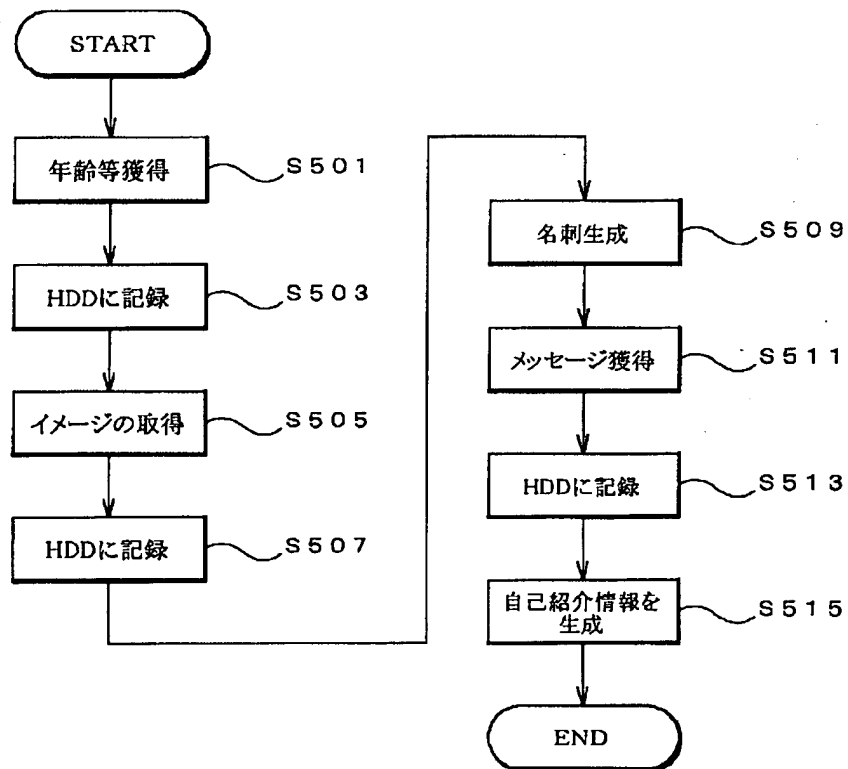 START
年齢等獲得
S501
HDDに記録
S503
イメージの取得
S505
HDDに記録
S507
名刺生成
S509
メッセージ獲得
S511
HDDに記録
S513
自己紹介情報を
生成
S515
END